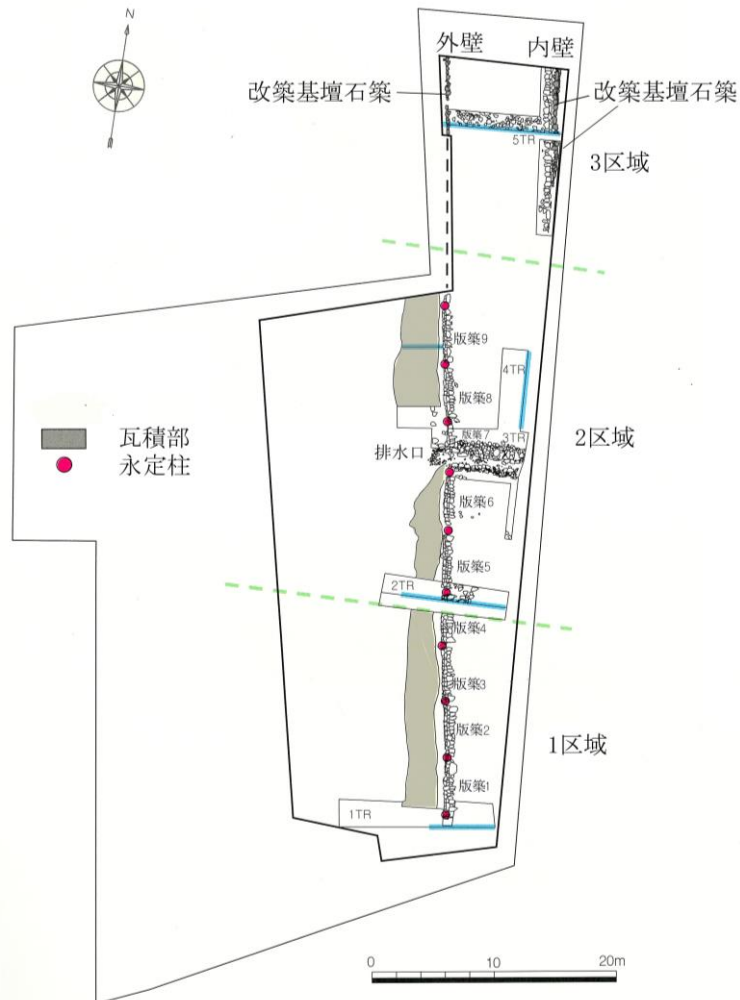 N
外壁 内壁
改築基壇石築 改築基壇石築
5TR
3区域
版築9
4TR
版築8
版築7
3TR
2区域
排水口
瓦積部
永定柱
版築6
版築5
2TR
版築4
版築3
版築2
1区域
版築1
1TR
0 10 20m